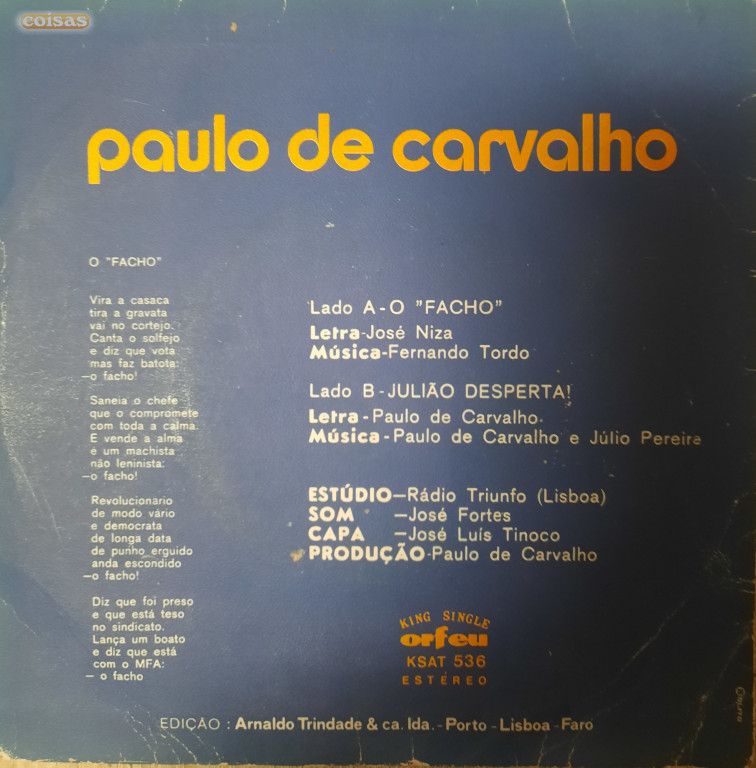 coisas
paulo de carvalho
O "FACHO"
Vira a casaca
tira a gravata
vai no cortejo.
Canta o solfejo
e diz que vota
mas faz batota:
—o facho!
Saneia o chefe
que o compromete
com toda a calma.
E vende a alma
é um machista
não leninista:
—o facho!
Revolucionario
de modo vário
e democrata
de longa data
de punho erguido
anda escondido
—o facho!
Diz que foi preso
e que está teso
no sindicato.
Lança um boato
e diz que está
com o MFA:
— o facho
Lado A-O "FACHO"
Letra-José Niza
Música-Fernando Tordo
Lado B-JULIÃO DESPERTA!
Letra-Paulo de Carvalho.
Música-Paulo de Carvalho e Júlio Pereira
ESTÚDIO—Rádio Triunfo (Lisboa)
SOM —José Fortes
CAPA —José Luís Tinoco
PRODUÇÃO-Paulo de Carvalho
KING SINGLE
orfeu
KSAT 536
ESTEREO
EDIÇÃO : Arnaldo Trindade & ca. lda. - Porto - Lisboa - Faro